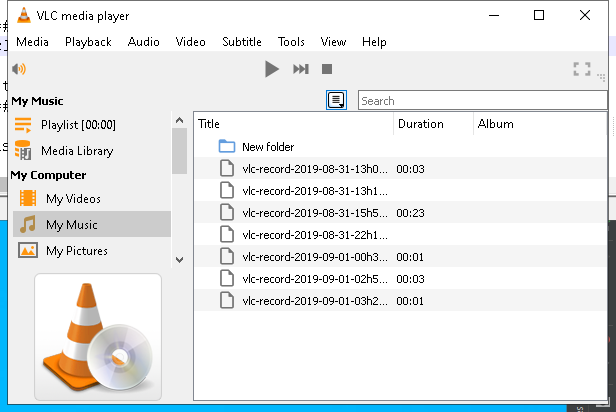 VLC media player
Media Playback Audio Video Subtitle Tools View Help
My Music
Search
Playlist [00:00]
Title Duration Album
Media Library
New folder
My Computer
vlc-record-2019-08-31-13h0... 00:03
My Videos
vlc-record-2019-08-31-13h1...
My Music
vlc-record-2019-08-31-15h5... 00:23
vlc-record-2019-08-31-22h1...
My Pictures
vlc-record-2019-09-01-00h3... 00:01
vlc-record-2019-09-01-02h5... 00:03
vlc-record-2019-09-01-03h2... 00:01